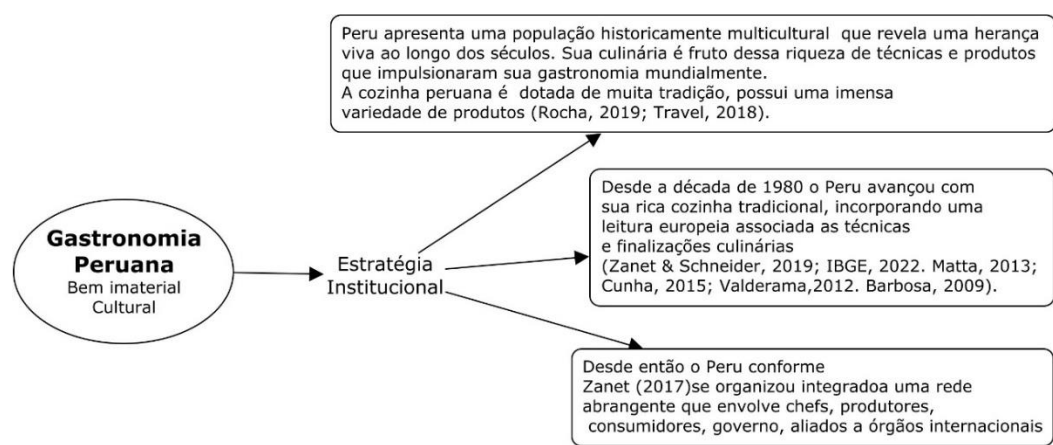 Peru apresenta uma população historicamente multicultural que revela uma herança
viva ao longo dos séculos. Sua culinária é fruto dessa riqueza de técnicas e produtos
que impulsionaram sua gastronomia mundialmente.
A cozinha peruana é dotada de muita tradição, possui uma imensa
variedade de produtos (Rocha, 2019; Travel, 2018).
Gastronomia
Peruana
Bem imaterial
Cultural
Estratégia
Institucional
Desde a década de 1980 o Peru avançou com
sua rica cozinha tradicional, incorporando uma
leitura europeia associada as técnicas
e finalizações culinárias
(Zanet & Schneider, 2019; IBGE, 2022. Matta, 2013;
Cunha, 2015; Valderama,2012. Barbosa, 2009).
Desde então o Peru conforme
Zanet (2017)se organizou integradoa uma rede
abrangente que envolve chefs, produtores,
consumidores, governo, aliados a órgãos internacionais